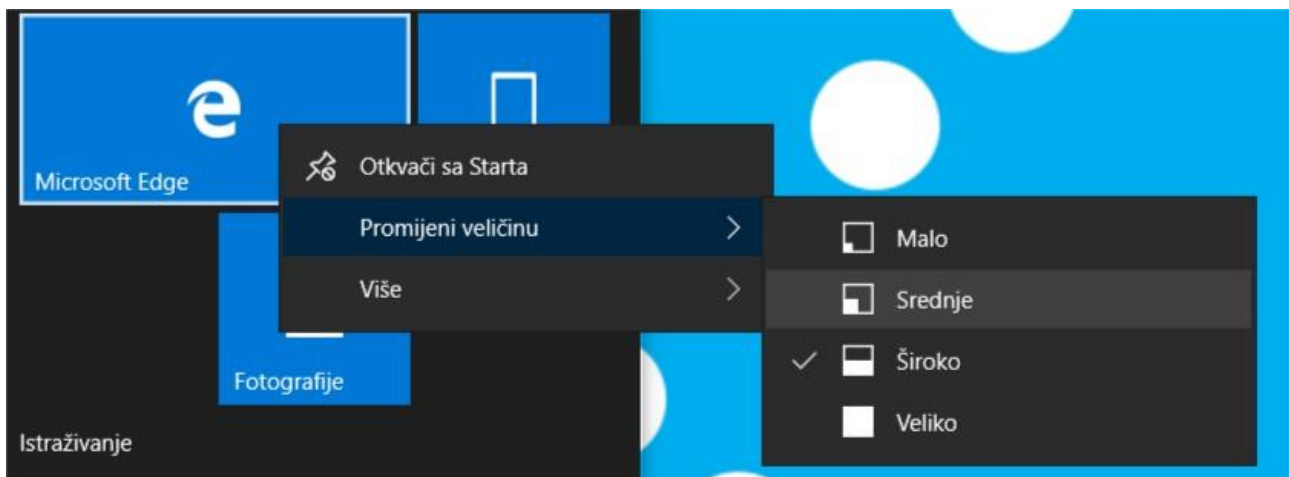 Microsoft Edge
Otkvači sa Starta
Promijeni veličinu
Više
Malo
Srednje
Široko
Veliko
Fotografije
Istraživanje